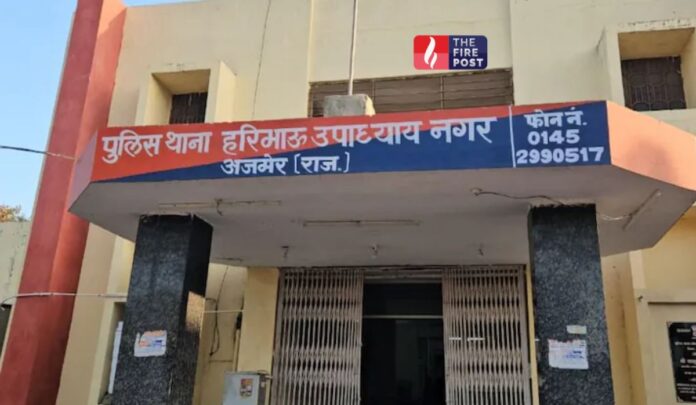 THE
FIRE
POST
पुलिस थाना हरिभाऊ उपाध्याय नगर
अजमेर (राज.)
फोन नं.
0145
2990517